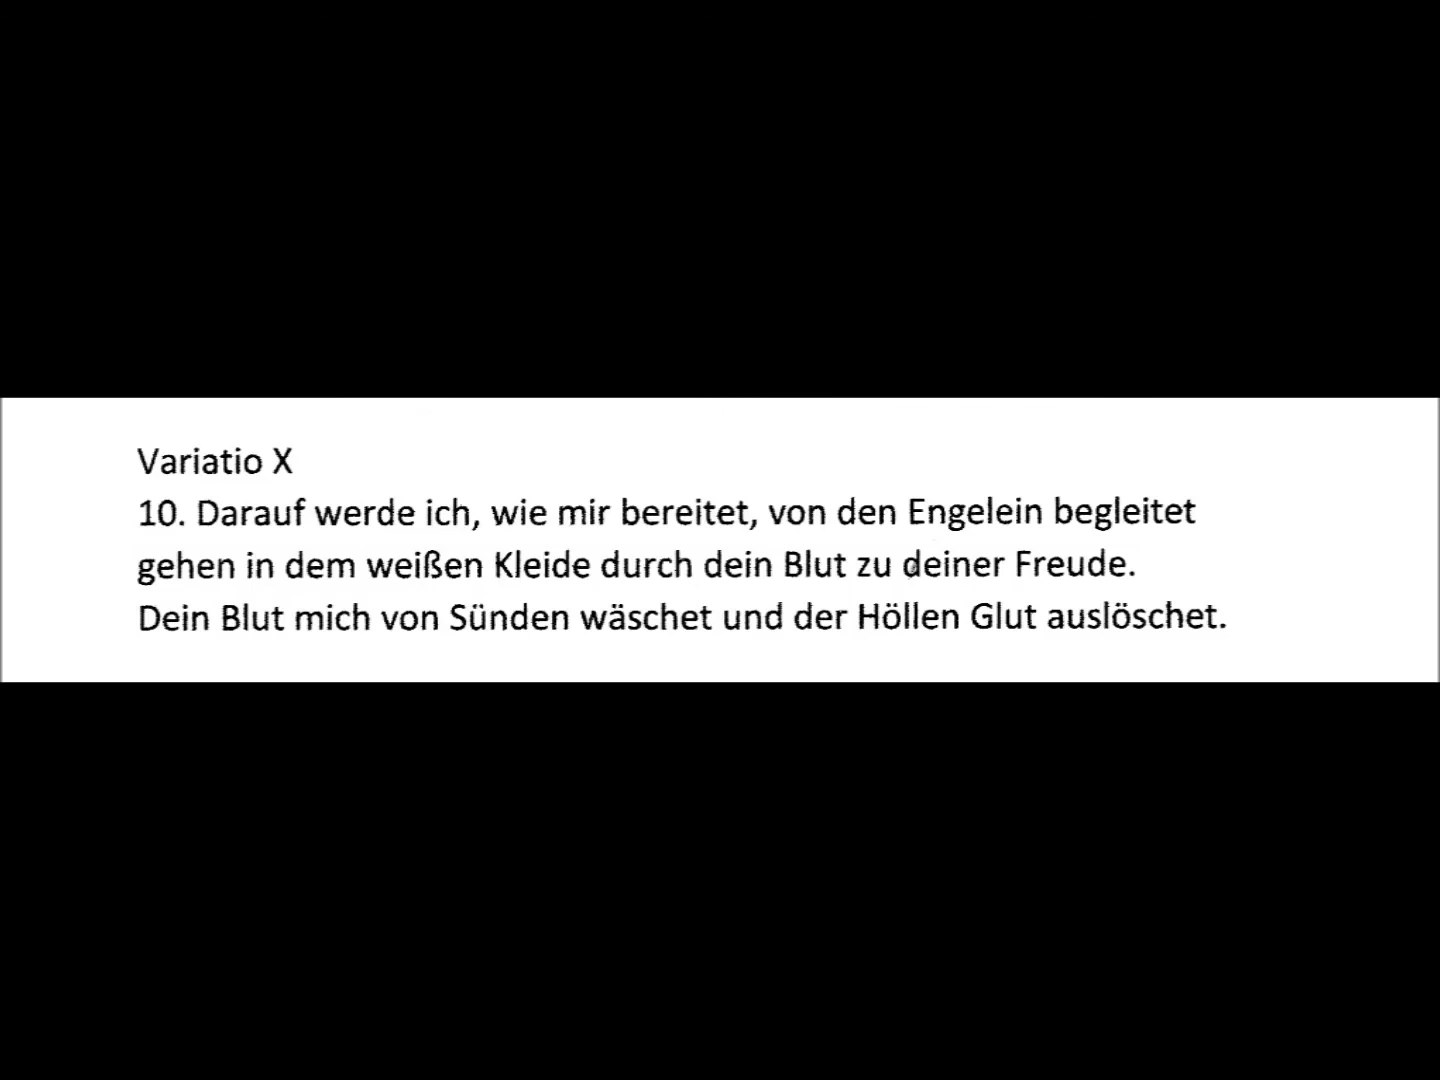 Variatio X
10. Darauf werde ich, wie mir bereitet, von den Engelein begleitet
gehen in dem weißen Kleide durch dein Blut zu deiner Freude.
Dein Blut mich von Sünden wäschet und der Höllen Glut auslöschet.